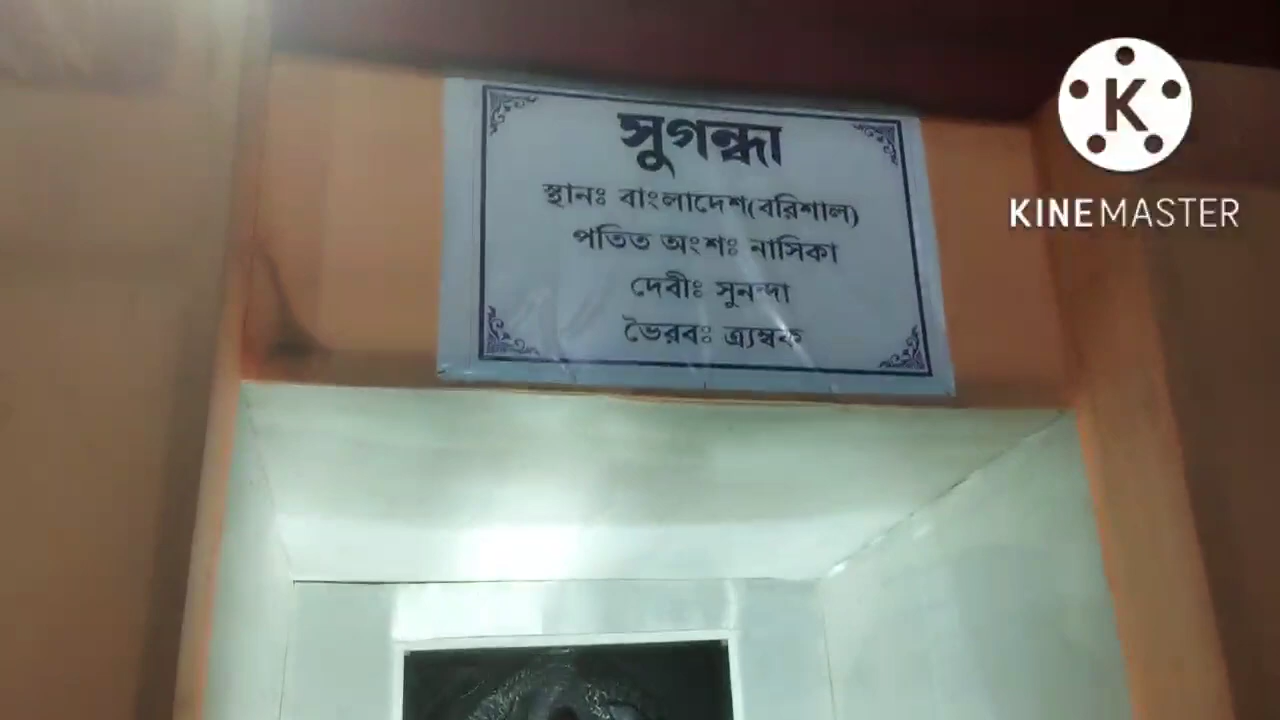 সুগন্ধা
স্থানঃ বাংলাদেশ(বরিশাল)
পতিত অংশঃ নাসিকা
দেবীঃ সুনন্দা
ভৈরবঃ ত্র্যম্বক
K
KINEMASTER